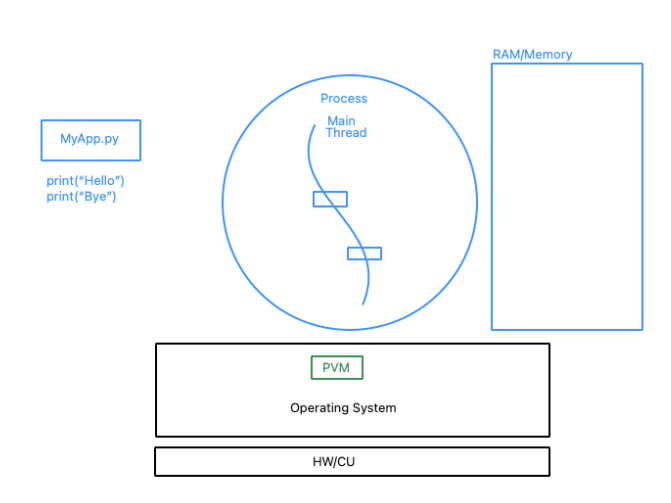 RAM/Memory
Process
Main
Thread
MyApp.py
print("Hello")
print("Bye")
PVM
Operating System
HW/CU